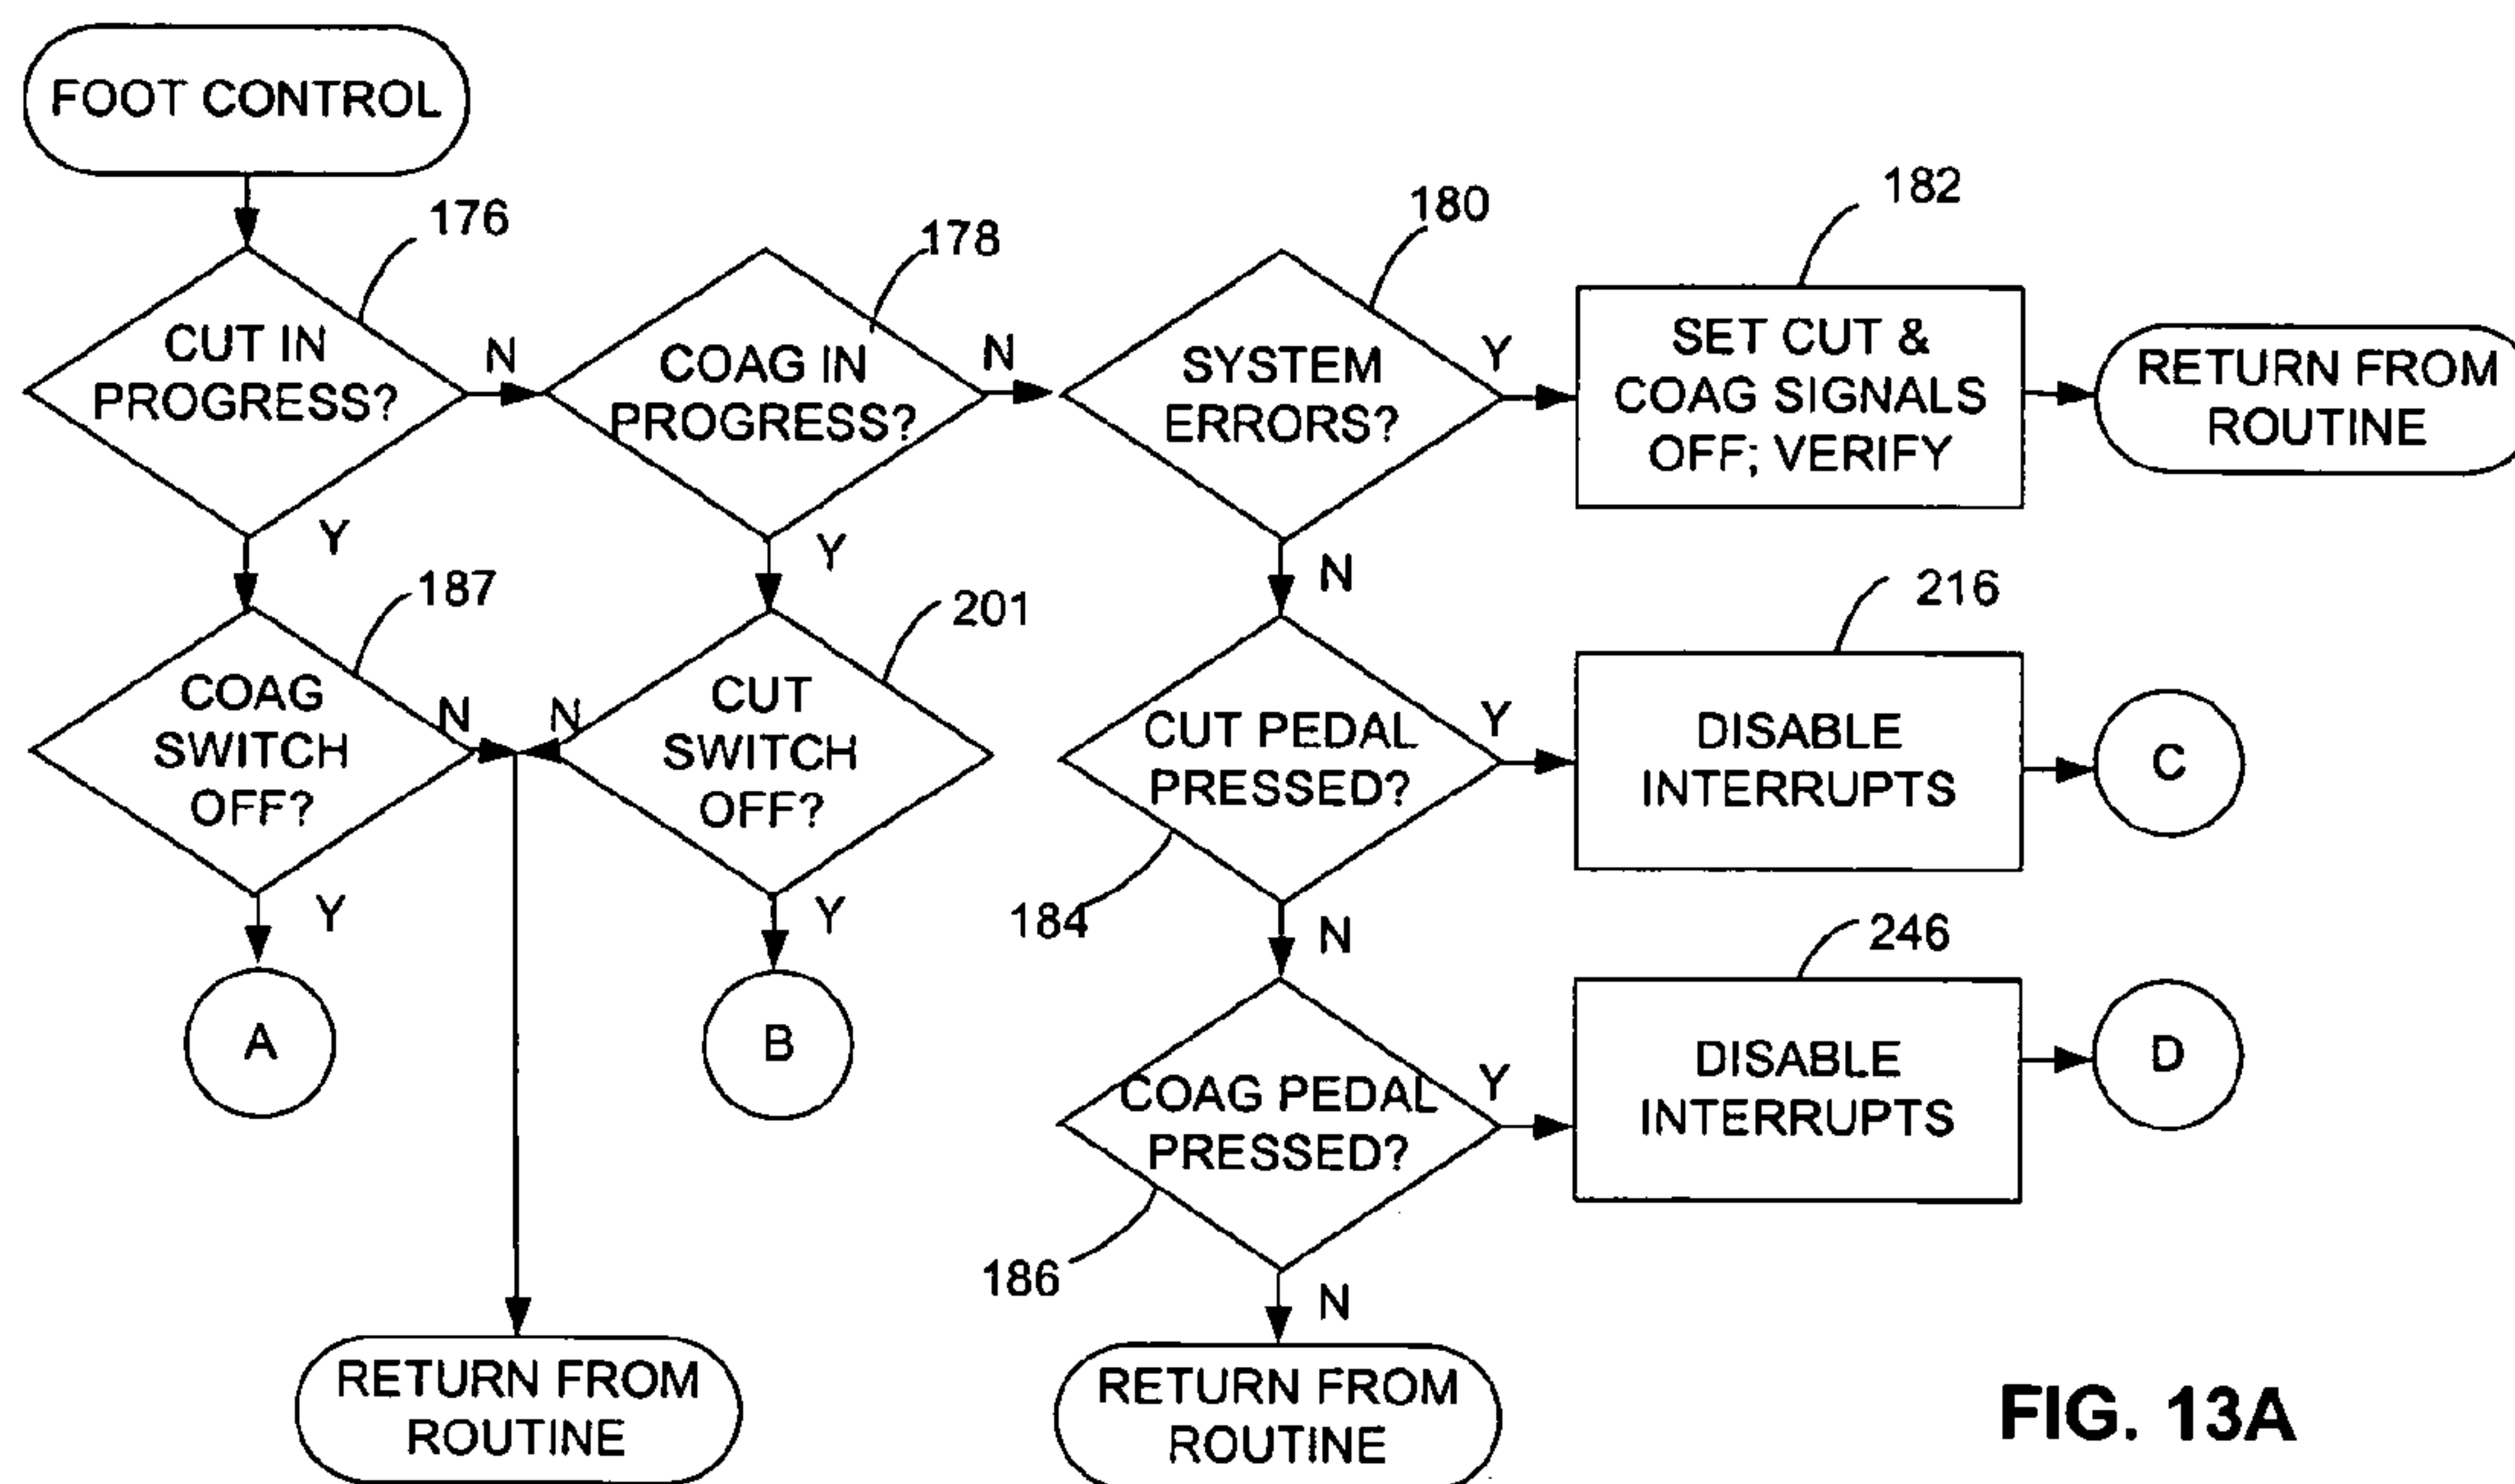 FOOT CONTROL
176
178
180
182
CUT IN
PROGRESS?
N
COAG IN
PROGRESS?
N
SYSTEM
ERRORS?
Y
SET CUT &
COAG SIGNALS
OFF; VERIFY
RETURN FROM
ROUTINE
Y
Y
N
187
201
216
COAG
SWITCH
OFF?
N
N
CUT
SWITCH
OFF?
CUT PEDAL
PRESSED?
Y
DISABLE
INTERRUPTS
C
184
Y
Y
N
246
A
B
COAG PEDAL
PRESSED?
Y
DISABLE
INTERRUPTS
D
186
N
RETURN FROM
ROUTINE
RETURN FROM
ROUTINE
FIG. 13A